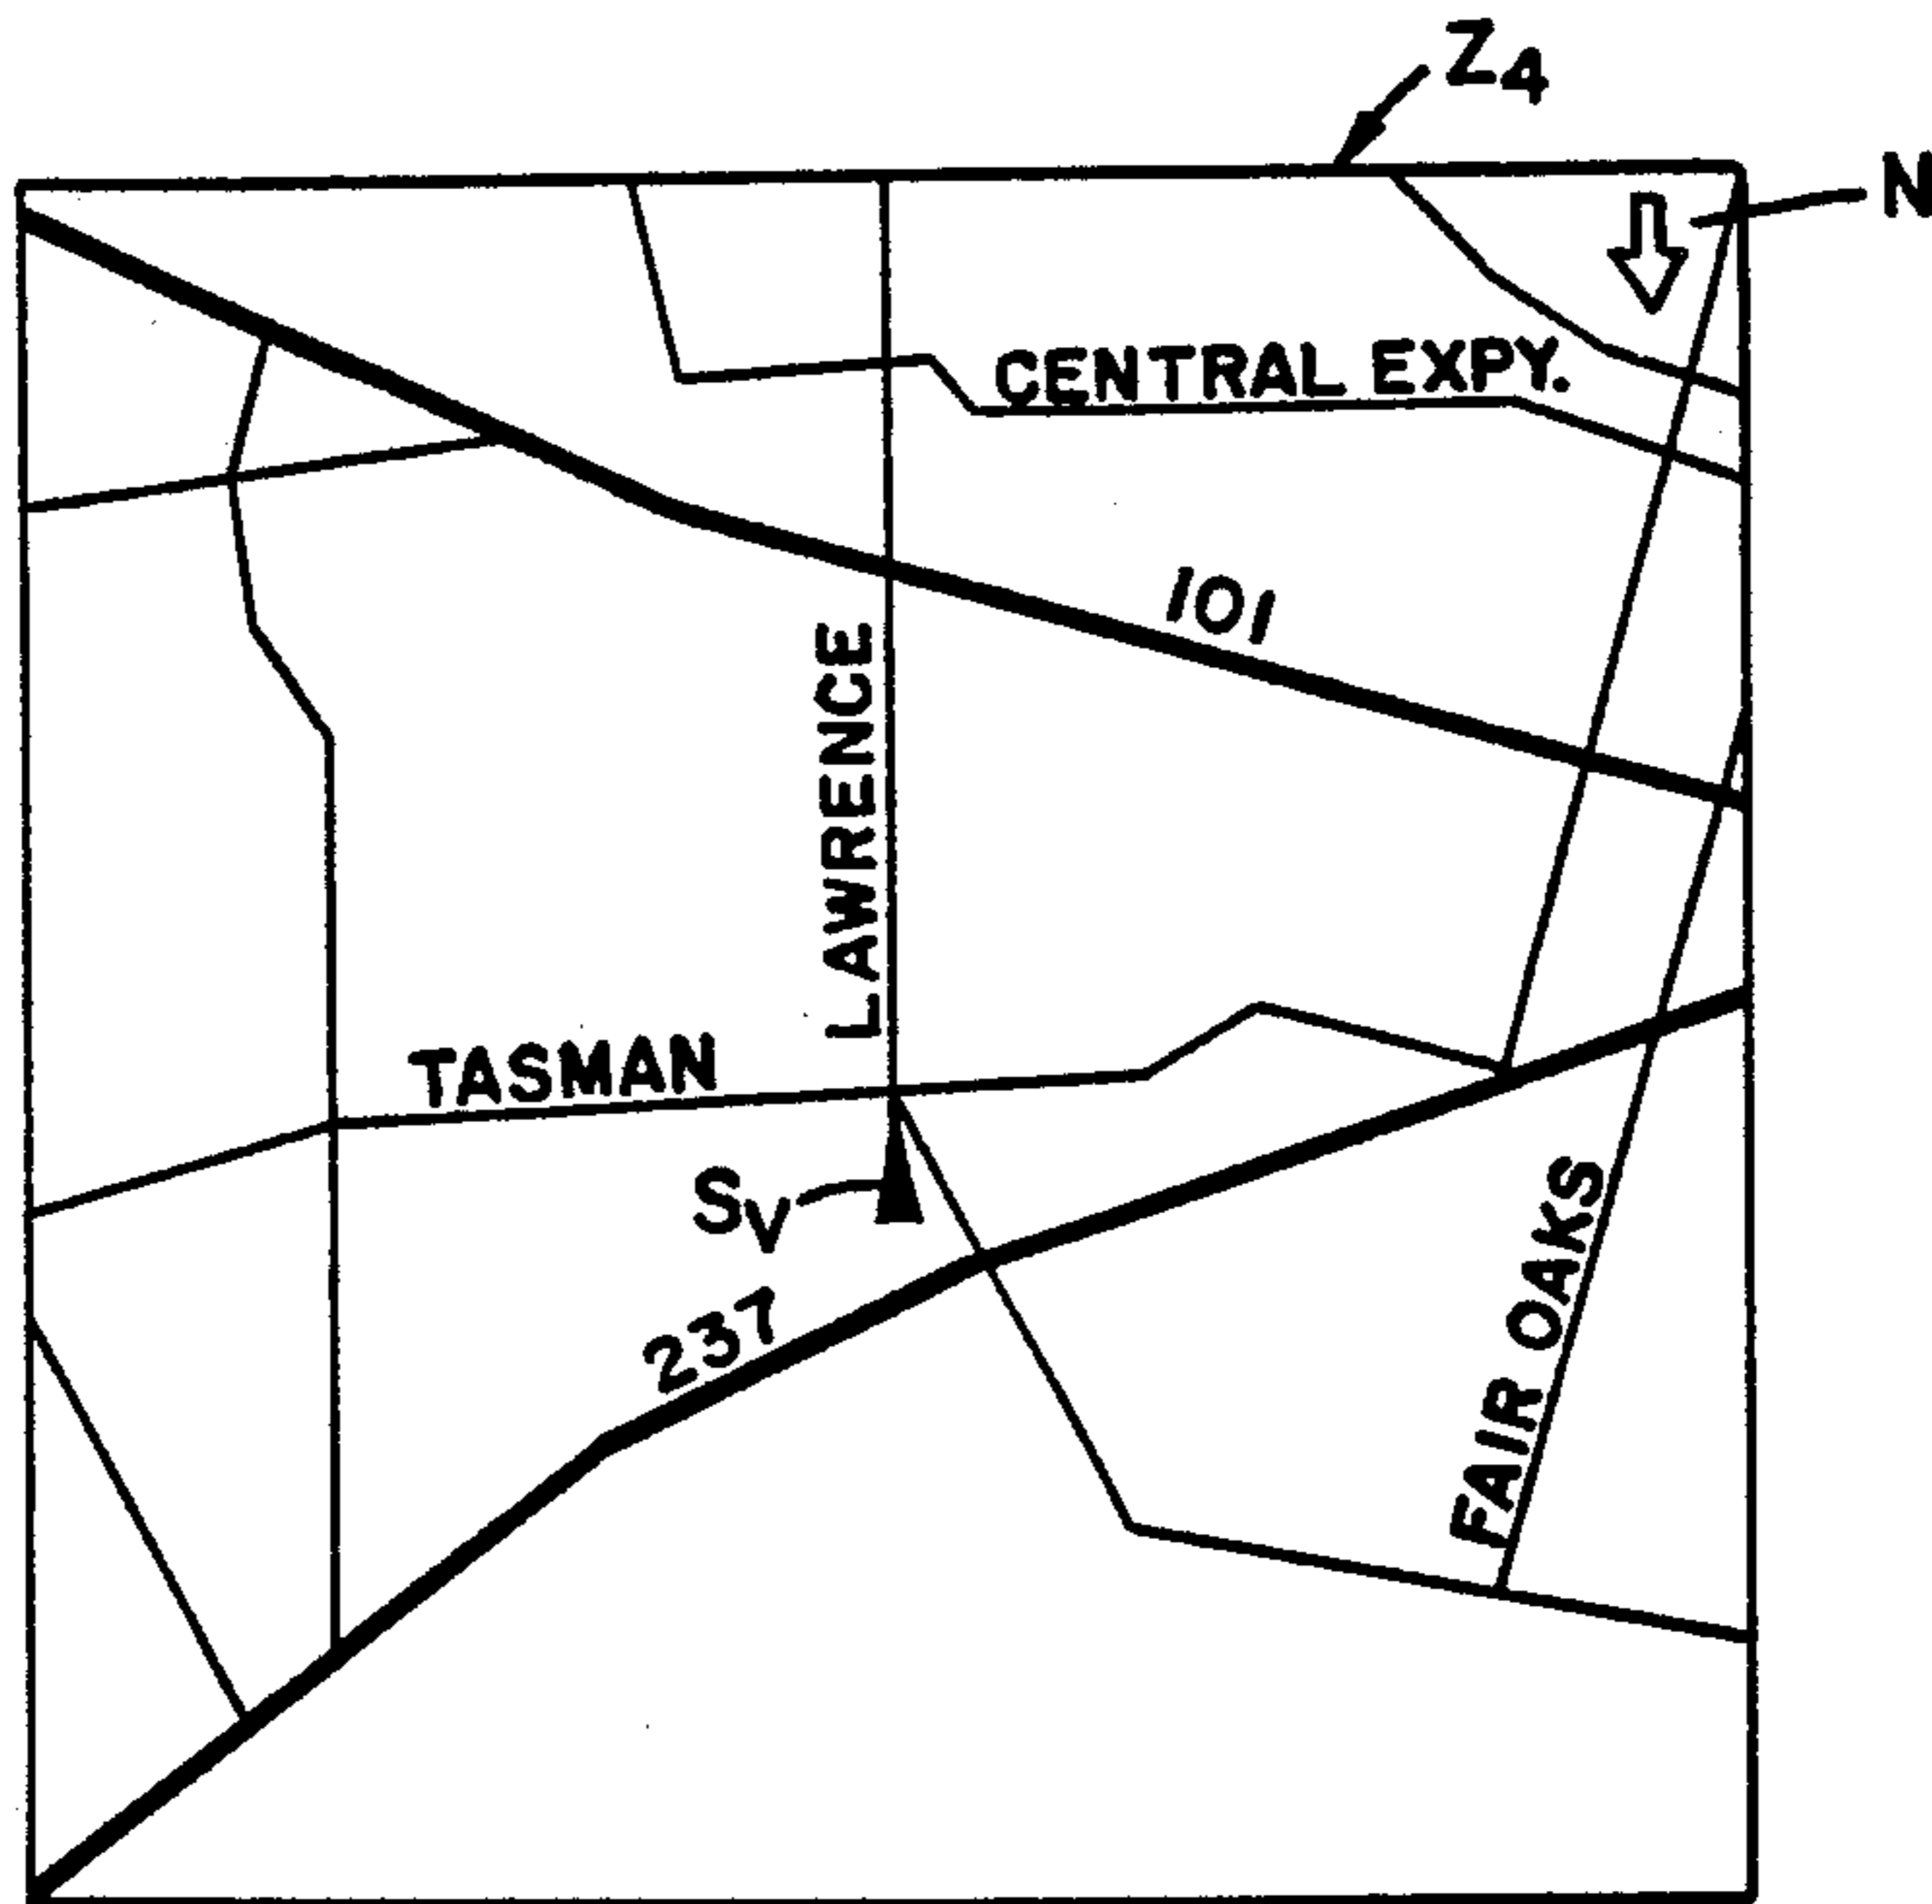 Z4
N
CENTRAL EXPY.
101
LAWRENCE
TASMAN
SV
237
FAIR OAKS